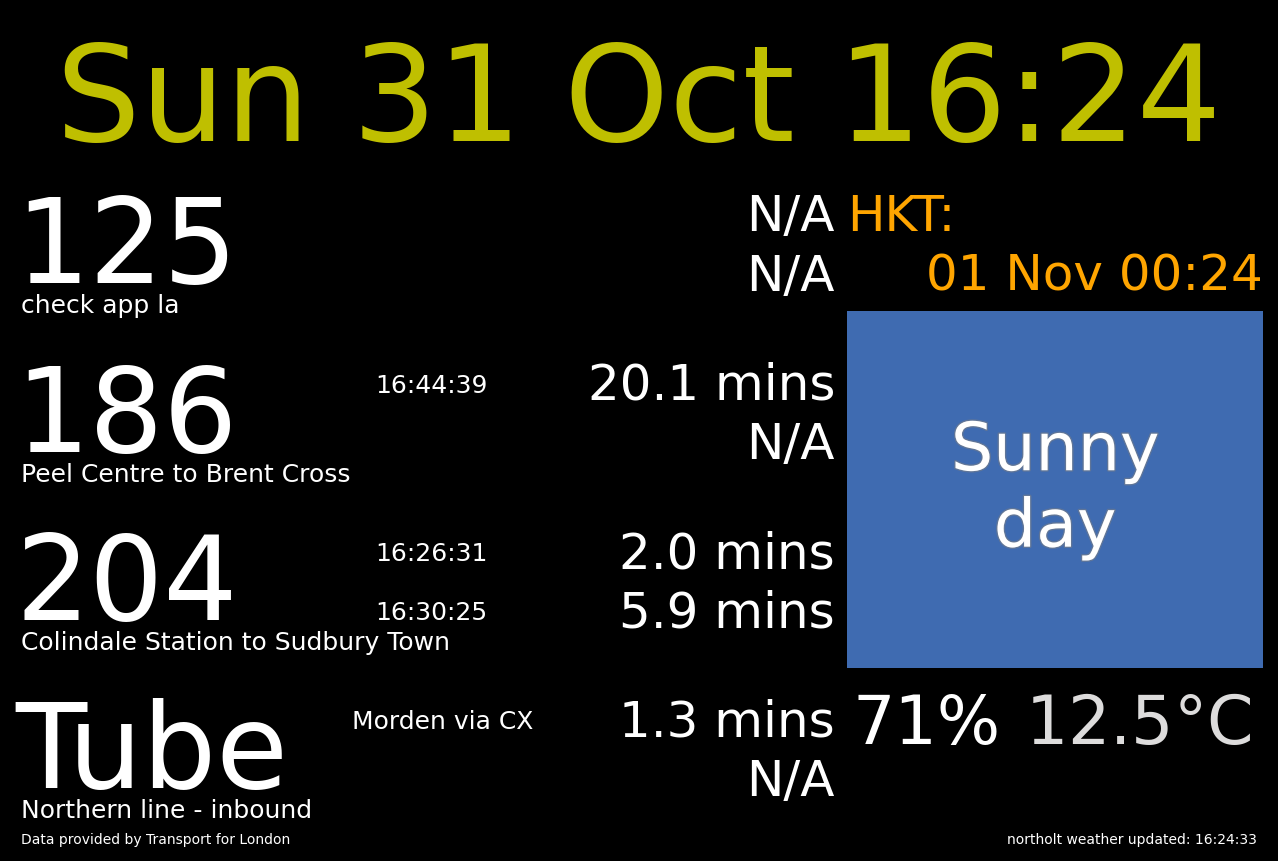 Sun 31 Oct 16:24
125
check app la
N/A
N/A
HKT:
01 Nov 00:24
186
Peel Centre to Brent Cross
16:44:39
20.1 mins
N/A
Sunny
day
204
Colindale Station to Sudbury Town
16:26:31
2.0 mins
16:30:25
5.9 mins
Tube
Northern line - inbound
Morden via CX
1.3 mins
N/A
71% 12.5°C
Data provided by Transport for London
northolt weather updated: 16:24:33